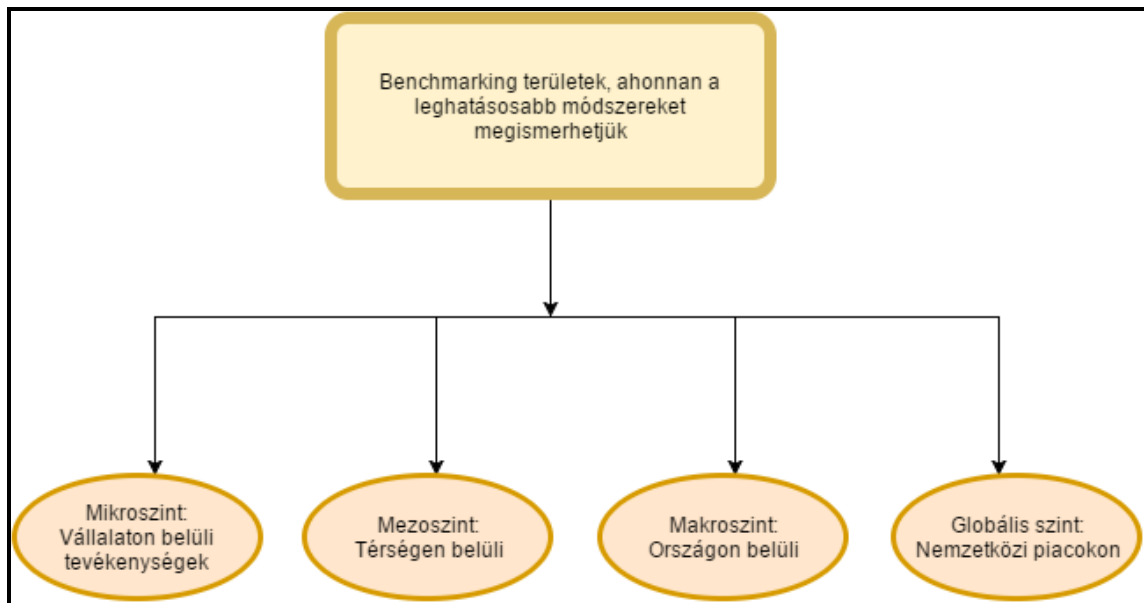 Benchmarking területek, ahonnan a
leghatásosabb módszereket
megismerhetjük
Mikroszint:
Vállalaton belüli
tevékenységek
Mezoszint:
Térségen belüli
Makroszint:
Országon belüli
Globális szint:
Nemzetközi piacokon